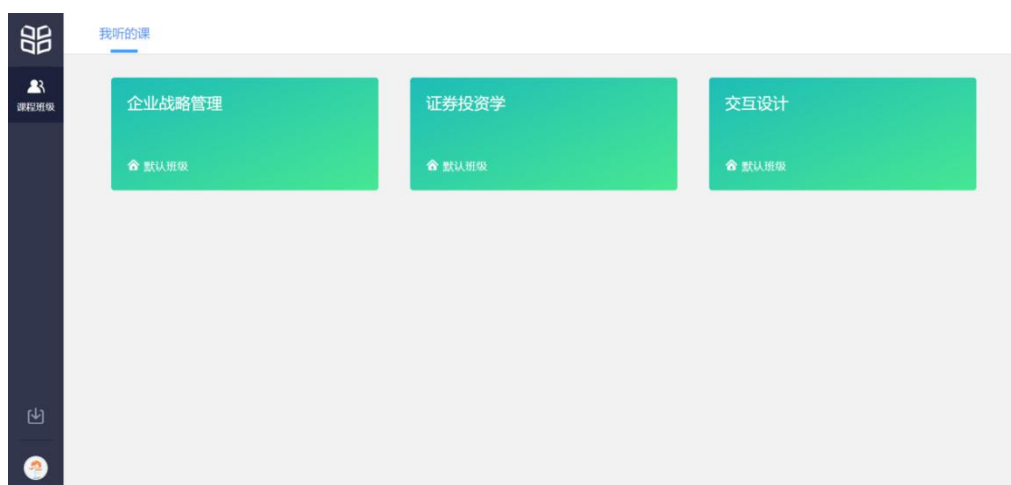 我听的课
课程班级
企业战略管理
证券投资学
交互设计
默认班级
默认班级
默认班级